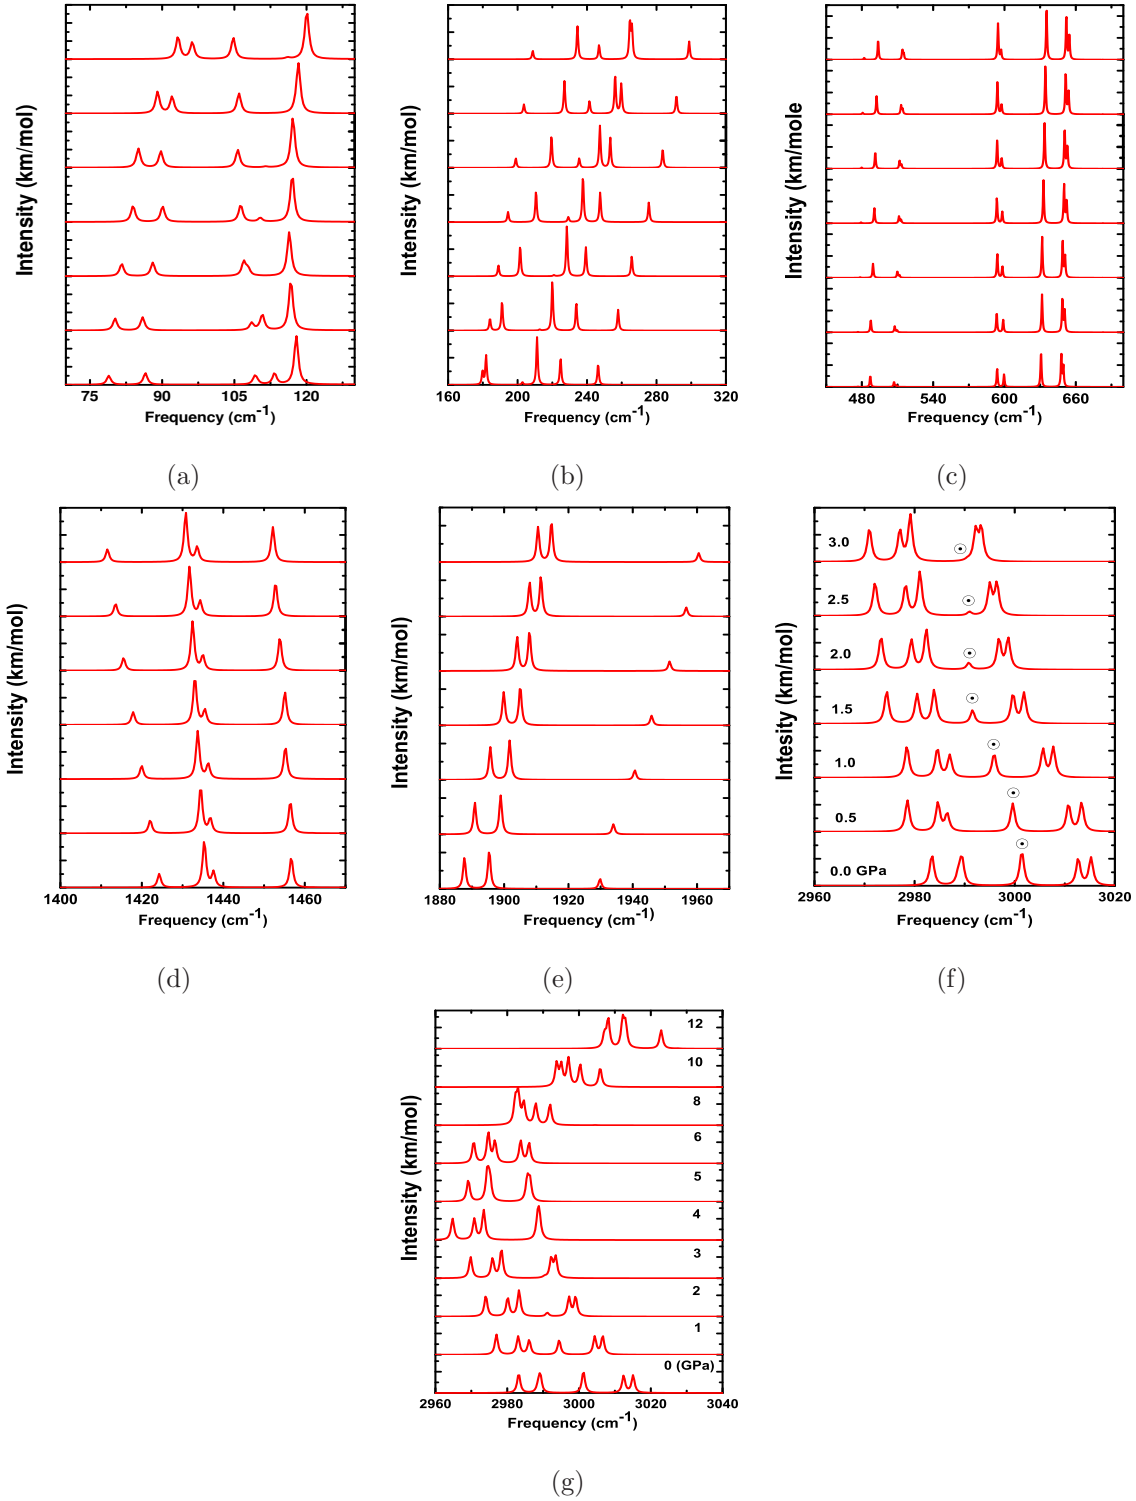 Intensity (km/mol)
75 90 105 120
Frequency (cm-1)
(a)
Intensity (km/mol)
160 200 240 280 320
Frequency (cm-1)
(b)
Intensity (km/mole
480 540 600 660
Frequency (cm-1)
(c)
Intensity (km/mol)
1400 1420 1440 1460
Frequency (cm-1)
(d)
Intensity (km/mol)
1880 1900 1920 1940 1960
Frequency (cm-1)
(e)
Intesity (km/mol)
3.0
2.5
2.0
1.5
1.0
0.5
0.0 GPa
2960 2980 3000 3020
Frequency (cm-1)
(f)
Intensity (km/mol)
12
10
8
6
5
4
3
2
1
0 (GPa)
2960 2980 3000 3020 3040
Frequency (cm-1)
(g)